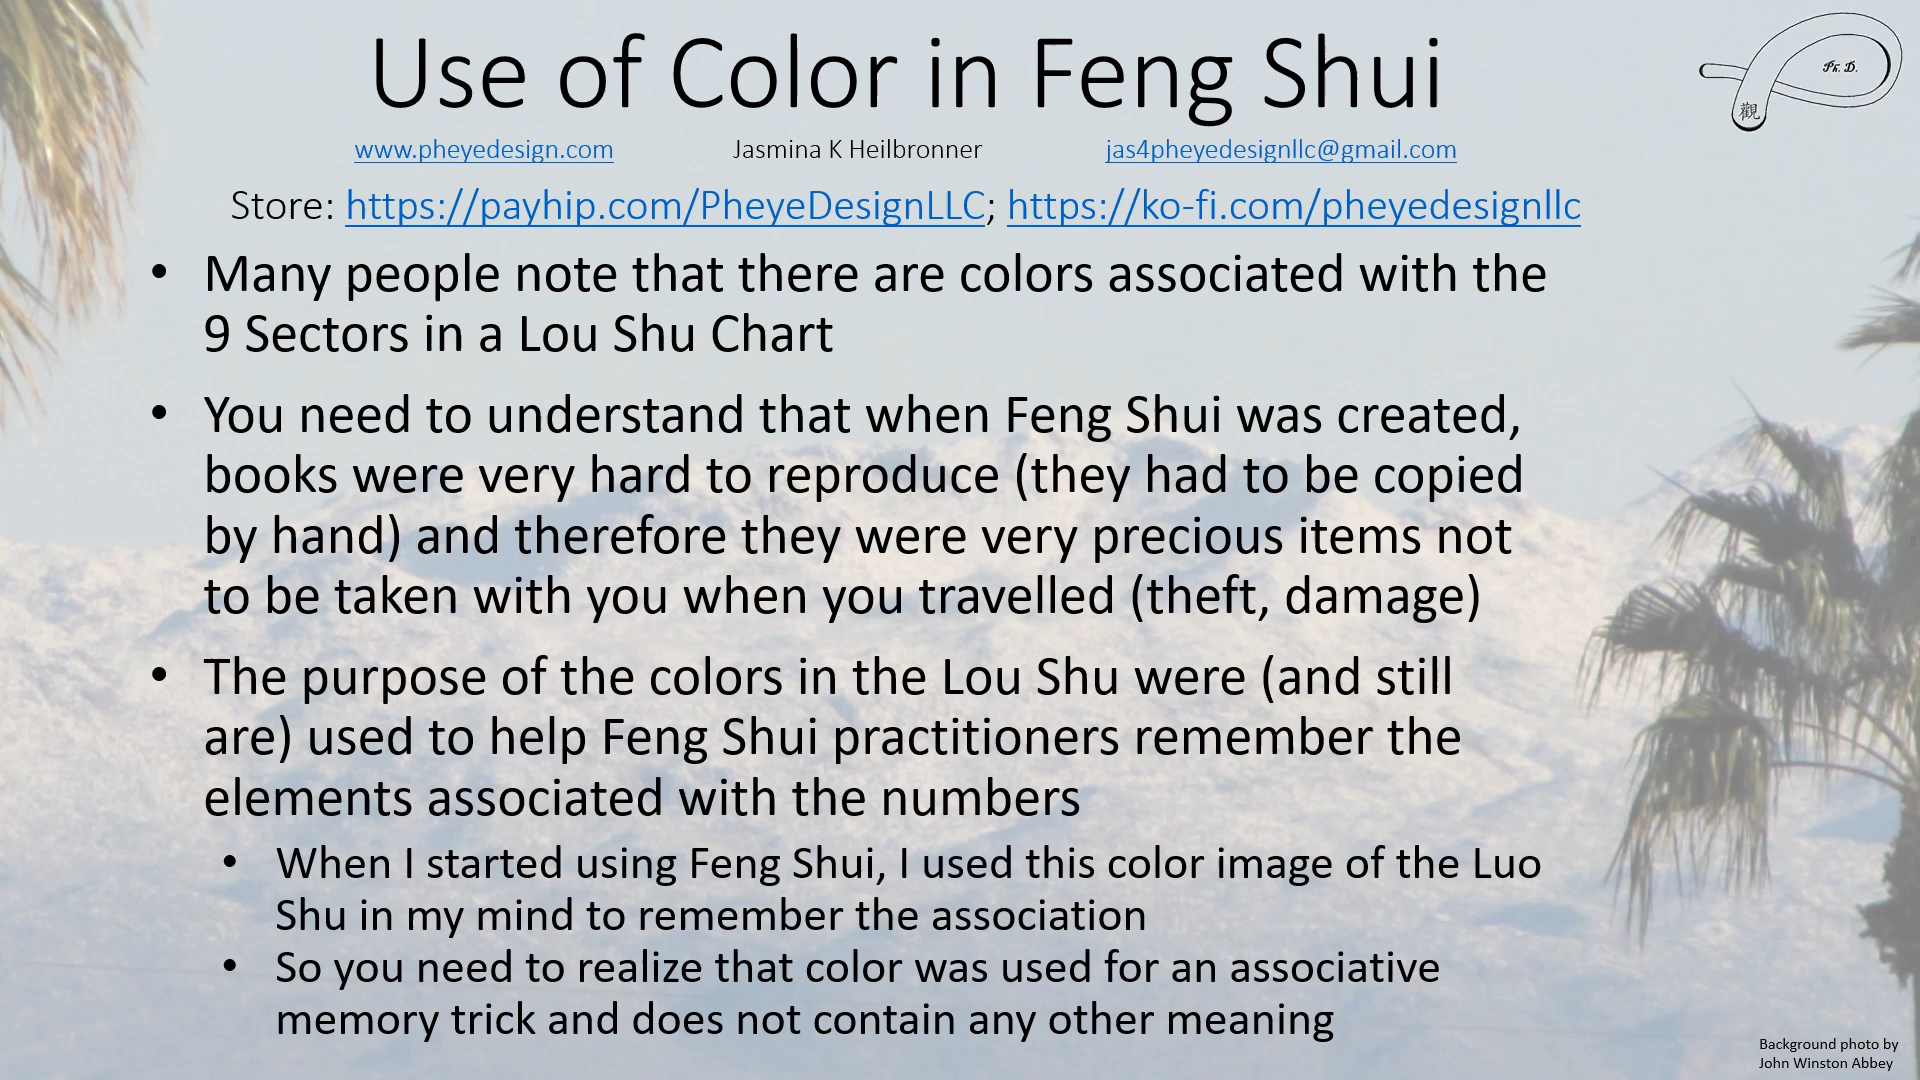 Use of Color in Feng Shui
Ph. D.
觀
www.pheyedesign.com Jasmina K Heilbronner jas4pheyedesignllc@gmail.com
Store: https://payhip.com/PheyeDesignLLC; https://ko-fi.com/pheyedesignllc
• Many people note that there are colors associated with the
9 Sectors in a Lou Shu Chart
• You need to understand that when Feng Shui was created,
books were very hard to reproduce (they had to be copied
by hand) and therefore they were very precious items not
to be taken with you when you travelled (theft, damage)
• The purpose of the colors in the Lou Shu were (and still
are) used to help Feng Shui practitioners remember the
elements associated with the numbers
• When I started using Feng Shui, I used this color image of the Luo
Shu in my mind to remember the association
• So you need to realize that color was used for an associative
memory trick and does not contain any other meaning
Background photo by
John Winston Abbey